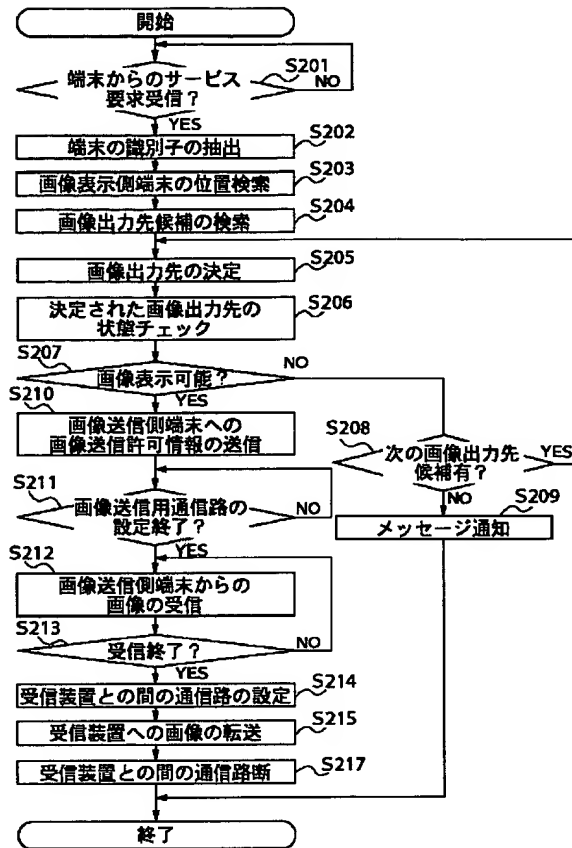 開始
端末からのサービス
要求受信？
S201
NO
YES
端末の識別子の抽出
S202
画像表示側端末の位置検索
S203
画像出力先候補の検索
S204
画像出力先の決定
S205
決定された画像出力先の
状態チェック
S206
S207
画像表示可能？
NO
YES
S210
画像送信側端末への
画像送信許可情報の送信
S208
次の画像出力先
候補有？
YES
NO
S209
メッセージ通知
S211
画像送信用通信路の
設定終了？
NO
YES
S212
画像送信側端末からの
画像の受信
S213
受信終了？
NO
YES
受信装置との間の通信路の設定
S214
受信装置への画像の転送
S215
受信装置との間の通信路断
S217
終了